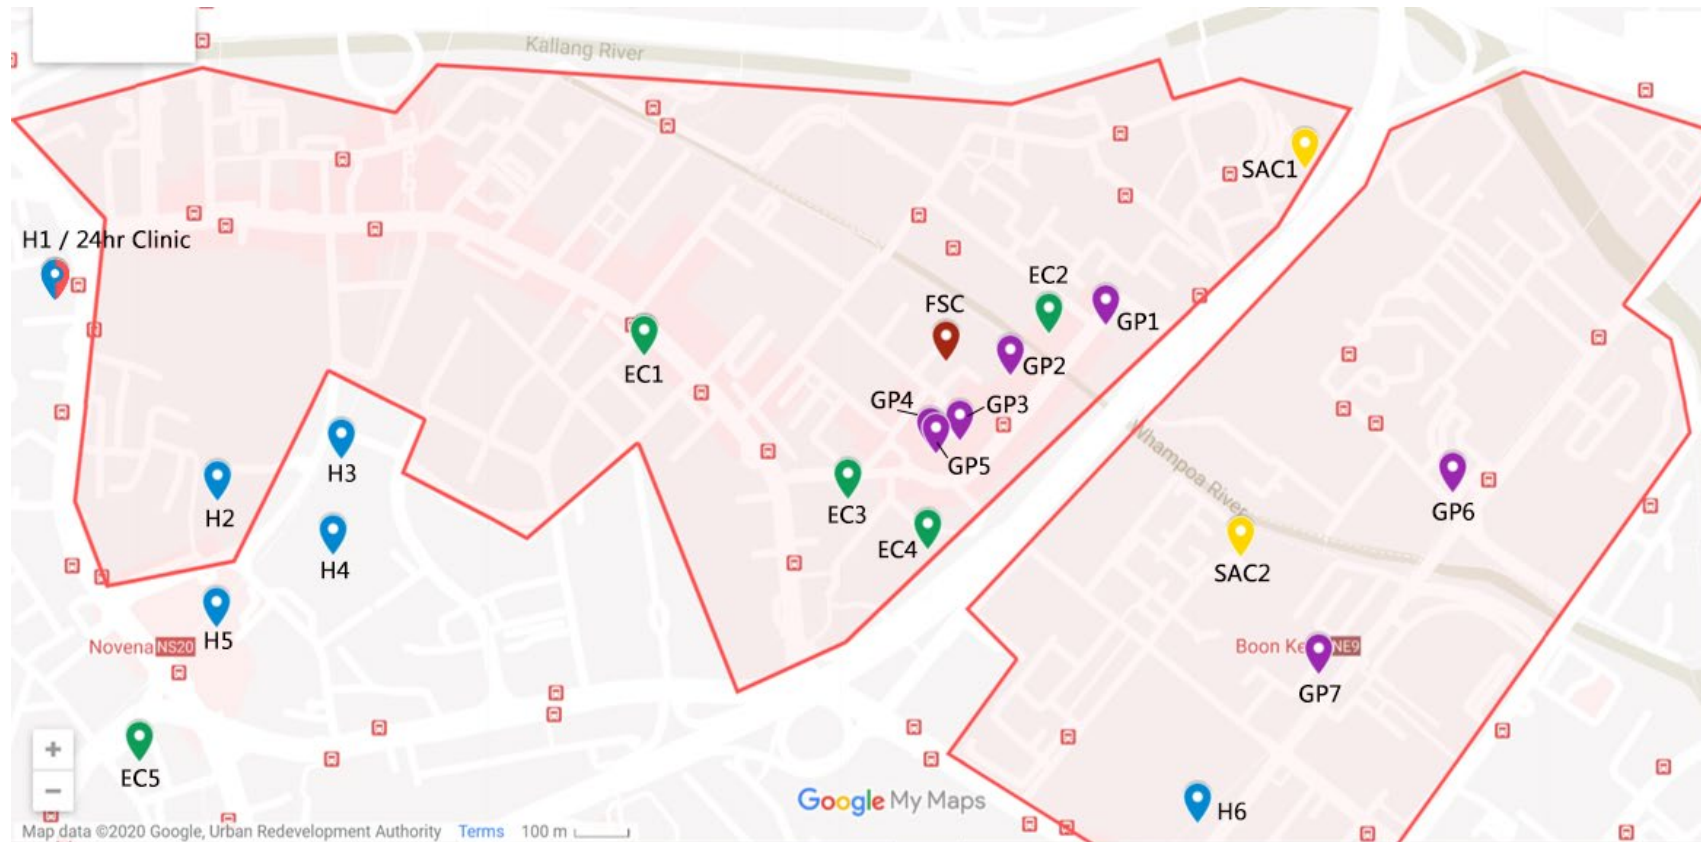 Kallang River
SAC1
H1 / 24hr Clinic
EC2
FSC
GP1
GP2
EC1
GP4
GP3
GP5
Whampoa River
H3
H2
EC3
GP6
EC4
H4
SAC2
H5
Novena NS20
Boon Ke NE9
GP7
+
EC5
−
Google My Maps
H6
Map data ©2020 Google, Urban Redevelopment Authority Terms 100 m